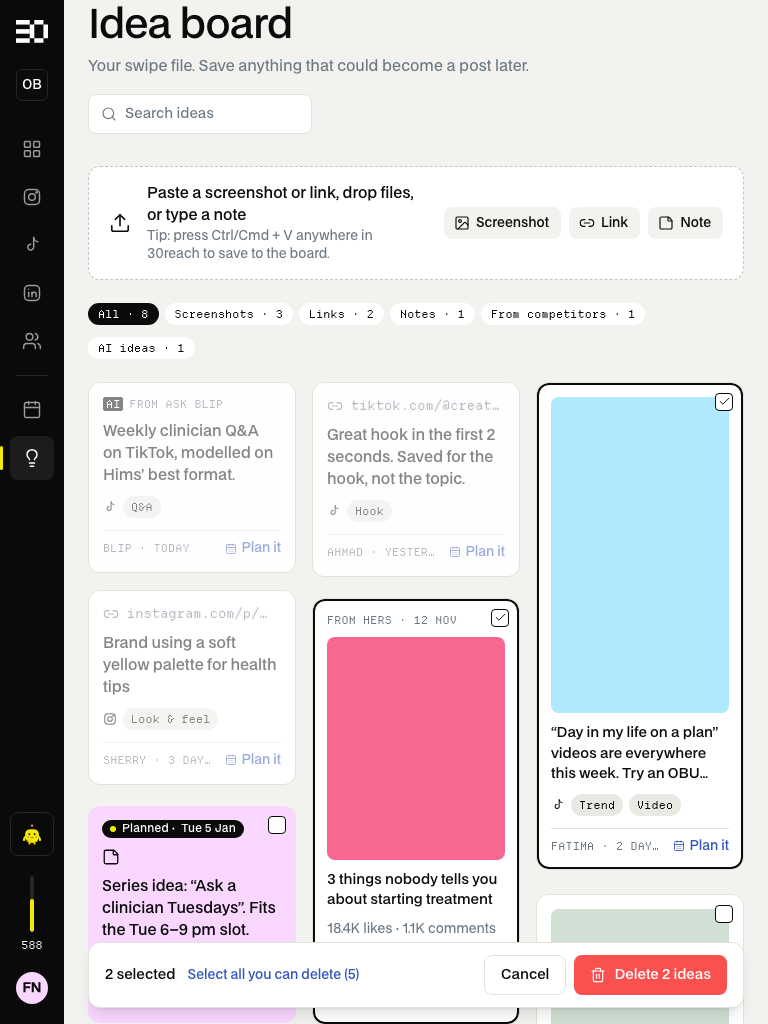 30
OB
Idea board
Your swipe file. Save anything that could become a post later.
Search ideas
Paste a screenshot or link, drop files,
or type a note
Tip: press Ctrl/Cmd + V anywhere in
30reach to save to the board.
Screenshot
Link
Note
All · 8
Screenshots · 3
Links · 2
Notes · 1
From competitors · 1
AI ideas · 1
AI FROM ASK BLIP
Weekly clinician Q&A
on TikTok, modelled on
Hims’ best format.
Q&A
BLIP · TODAY
Plan it
instagram.com/p/…
Brand using a soft
yellow palette for health
tips
Look & feel
SHERRY · 3 DAY…
Plan it
Planned · Tue 5 Jan
Series idea: “Ask a
clinician Tuesdays”. Fits
the Tue 6–9 pm slot.
tiktok.com/@creat…
Great hook in the first 2
seconds. Saved for the
hook, not the topic.
Hook
AHMAD · YESTER…
Plan it
FROM HERS · 12 NOV
3 things nobody tells you
about starting treatment
18.4K likes · 1.1K comments
“Day in my life on a plan”
videos are everywhere
this week. Try an OBU…
Trend
Video
FATIMA · 2 DAY…
Plan it
2 selected
Select all you can delete (5)
Cancel
Delete 2 ideas
588
FN